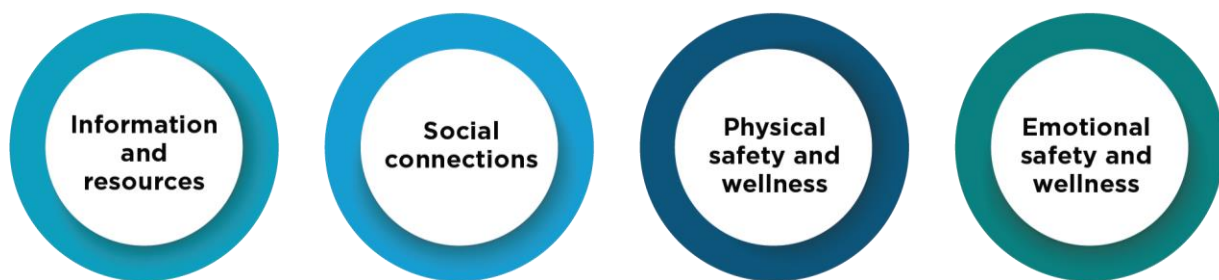 Information
and
resources
Social
connections
Physical
safety and
wellness
Emotional
safety and
wellness